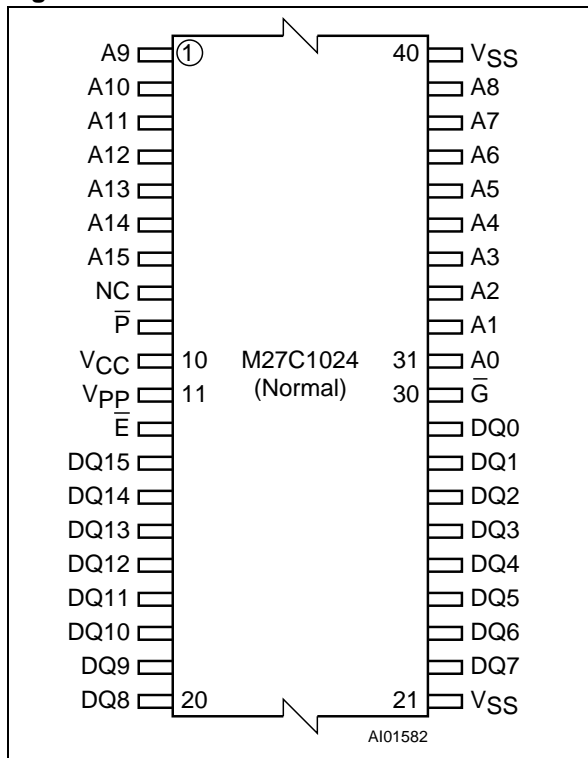 A9 ① 40 VSS
A10 A8
A11 A7
A12 A6
A13 A5
A14 A4
A15 A3
NC A2
P̅ A1
VCC 10 M27C1024 31 A0
VPP 11 (Normal) 30 G̅
E̅ DQ0
DQ15 DQ1
DQ14 DQ2
DQ13 DQ3
DQ12 DQ4
DQ11 DQ5
DQ10 DQ6
DQ9 DQ7
DQ8 20 21 VSS
AI01582